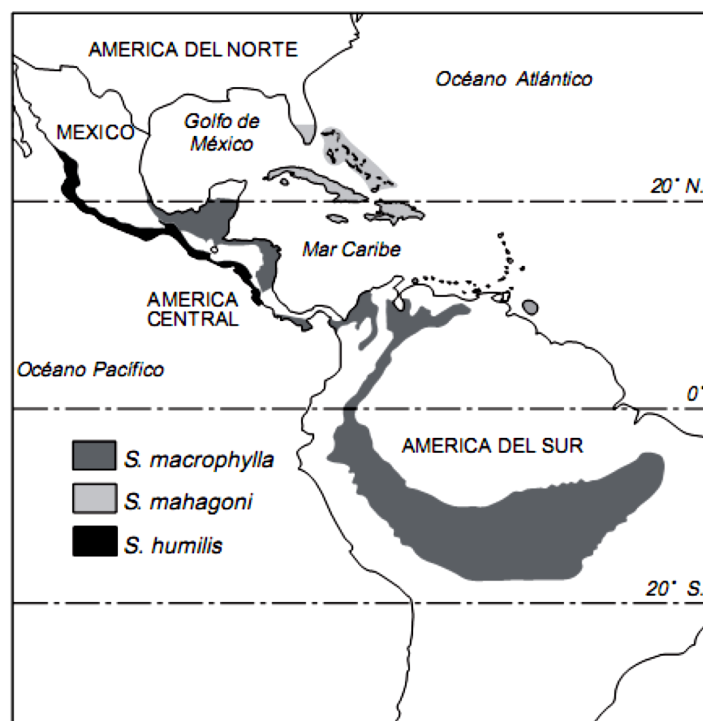 AMERICA DEL NORTE
Océano Atlántico
Golfo de
México
MEXICO
20° N.
Mar Caribe
AMERICA
CENTRAL
Océano Pacífico
0°
AMERICA DEL SUR
S. macrophylla
S. mahagoni
S. humilis
20° S.